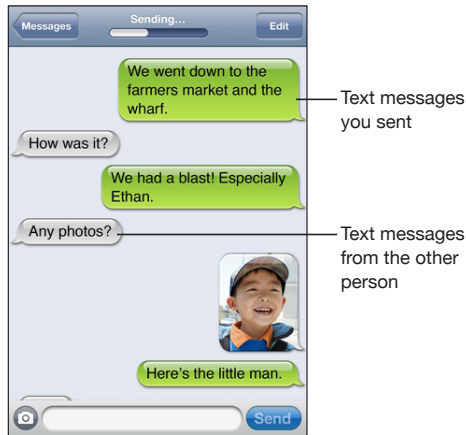 Messages
Sending...
Edit
We went down to the
farmers market and the
wharf.
Text messages
you sent
How was it?
We had a blast! Especially
Ethan.
Any photos?
Text messages
from the other
person
Here's the little man.
Send